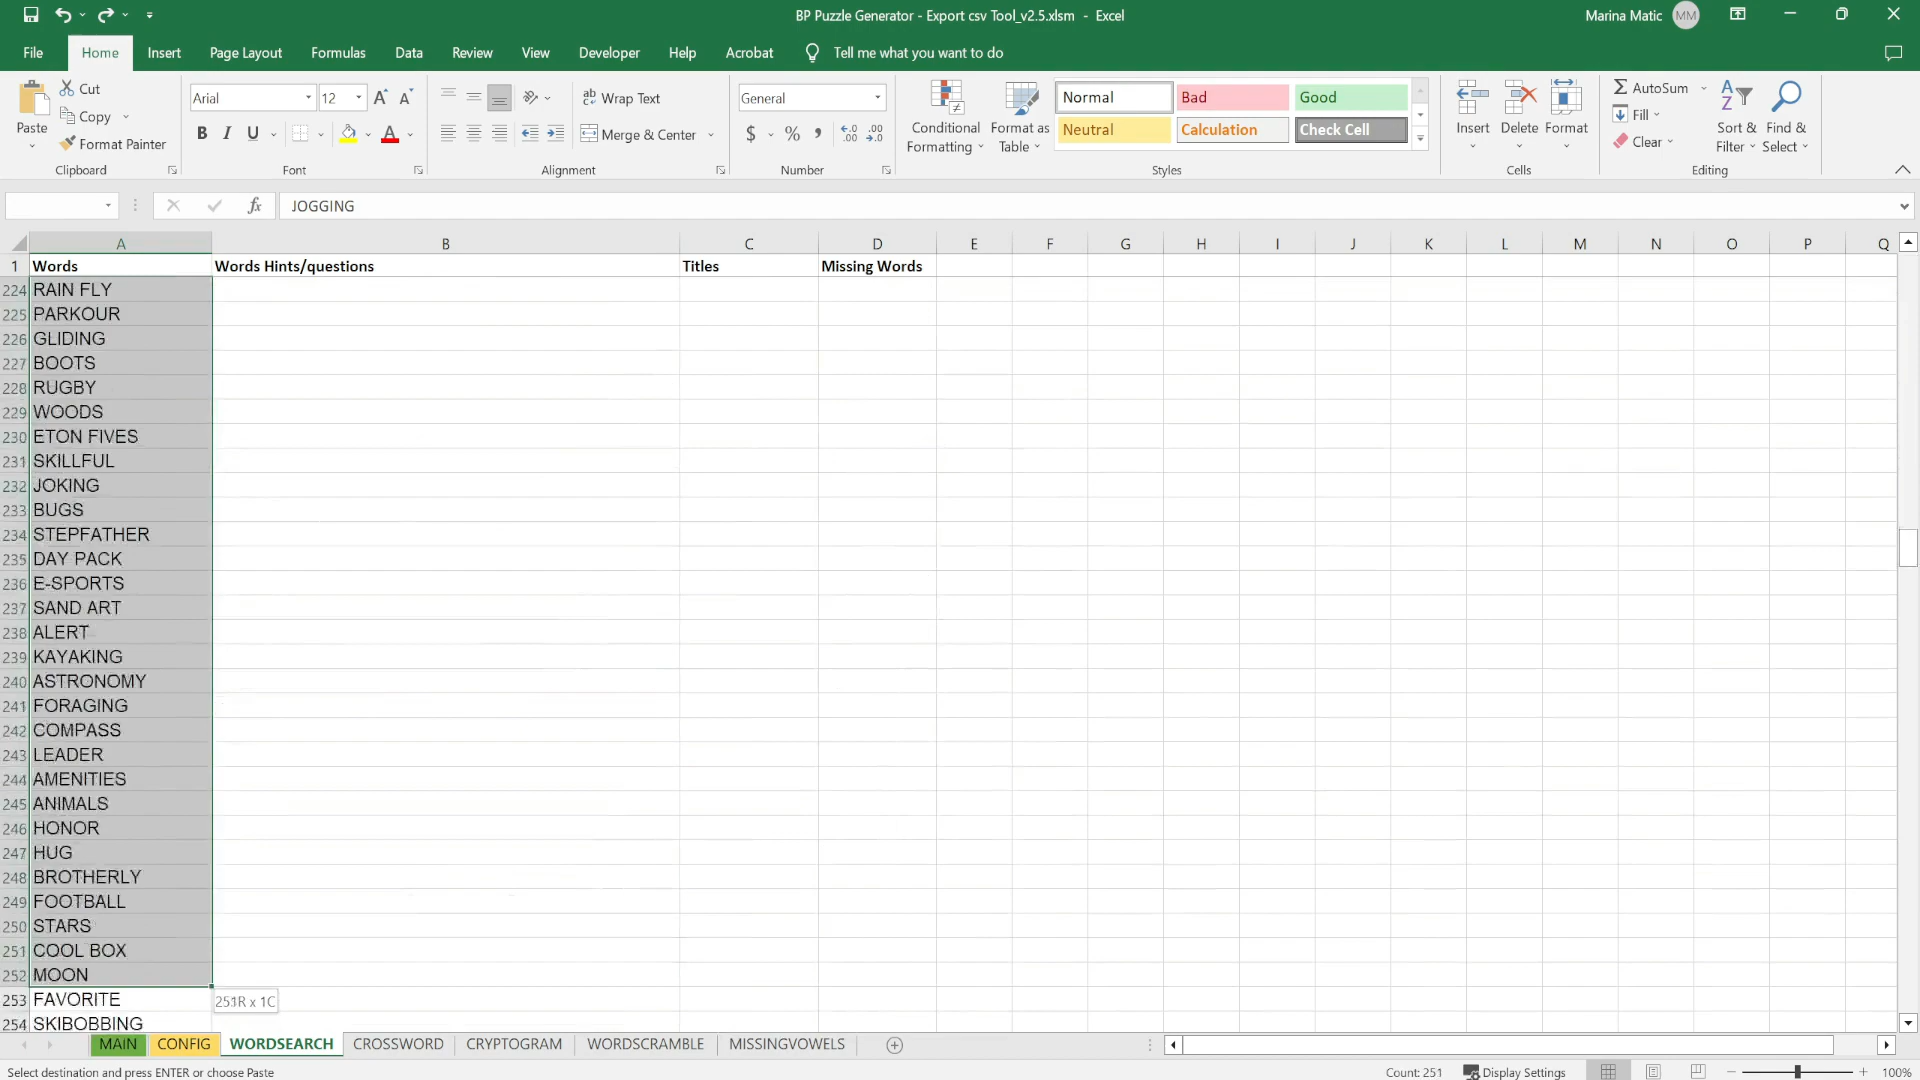 BP Puzzle Generator - Export csv Tool_v2.5.xlsm - Excel
Marina Matic MM
File Home Insert Page Layout Formulas Data Review View Developer Help Acrobat Tell me what you want to do
Paste
Cut
Copy
Format Painter
Clipboard
Arial 12
B I U
Font
Wrap Text
Merge & Center
Alignment
General
$ % ,
Number
Conditional Formatting
Format as Table
Normal Bad Good
Neutral Calculation Check Cell
Styles
Insert Delete Format
Cells
AutoSum
Fill
Clear
Sort & Filter
Find & Select
Editing
fx JOGGING
A B C D E F G H I J K L M N O P Q
1 Words Words Hints/questions Titles Missing Words
224 RAIN FLY
225 PARKOUR
226 GLIDING
227 BOOTS
228 RUGBY
229 WOODS
230 ETON FIVES
231 SKILLFUL
232 JOKING
233 BUGS
234 STEPFATHER
235 DAY PACK
236 E-SPORTS
237 SAND ART
238 ALERT
239 KAYAKING
240 ASTRONOMY
241 FORAGING
242 COMPASS
243 LEADER
244 AMENITIES
245 ANIMALS
246 HONOR
247 HUG
248 BROTHERLY
249 FOOTBALL
250 STARS
251 COOL BOX
252 MOON
253 FAVORITE 251R x 1C
254 SKIBOBBING
MAIN CONFIG WORDSEARCH CROSSWORD CRYPTOGRAM WORDSCRAMBLE MISSINGVOWELS
Select destination and press ENTER or choose Paste Count: 251 Display Settings 100%